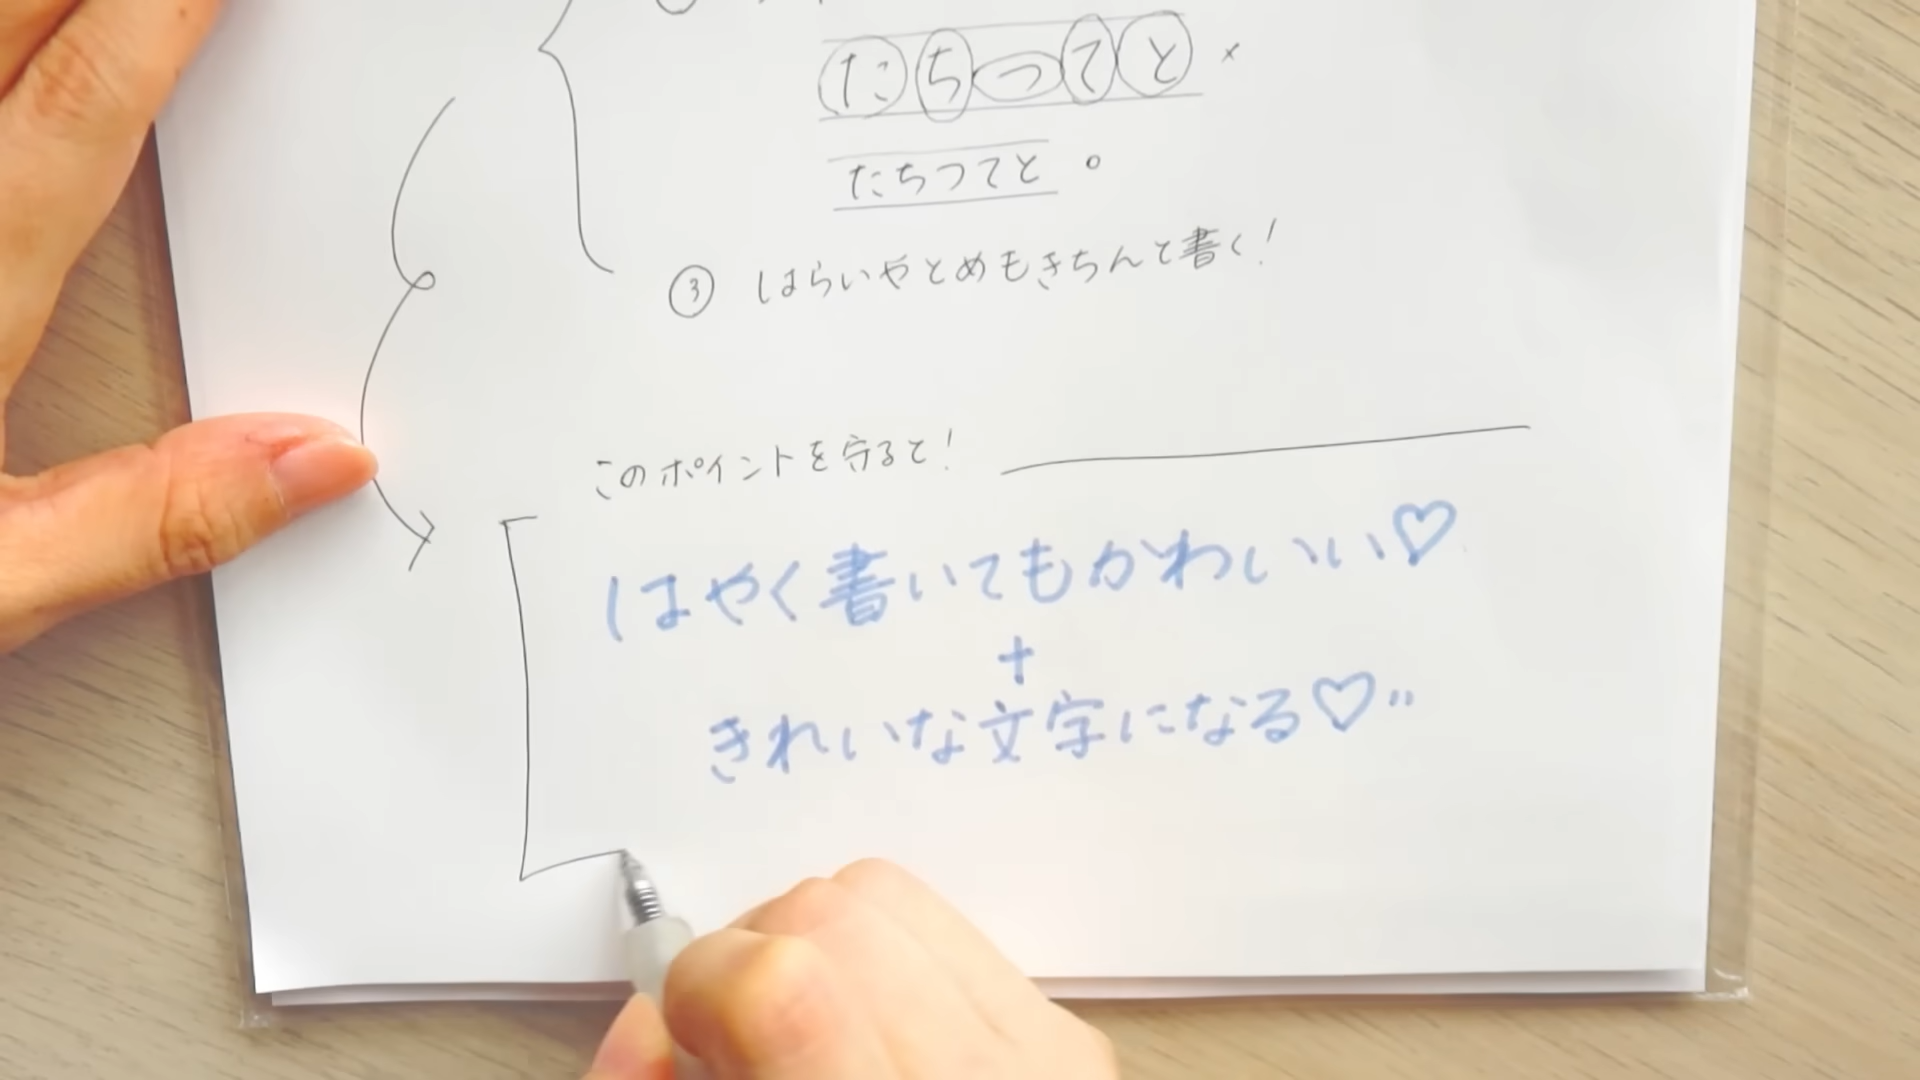 たちつてと ×
たちつてと ○
③ はらいやとめもきちんと書く！
このポイントを守ると！
はやく書いてもかわいい♡
+
きれいな文字になる♡